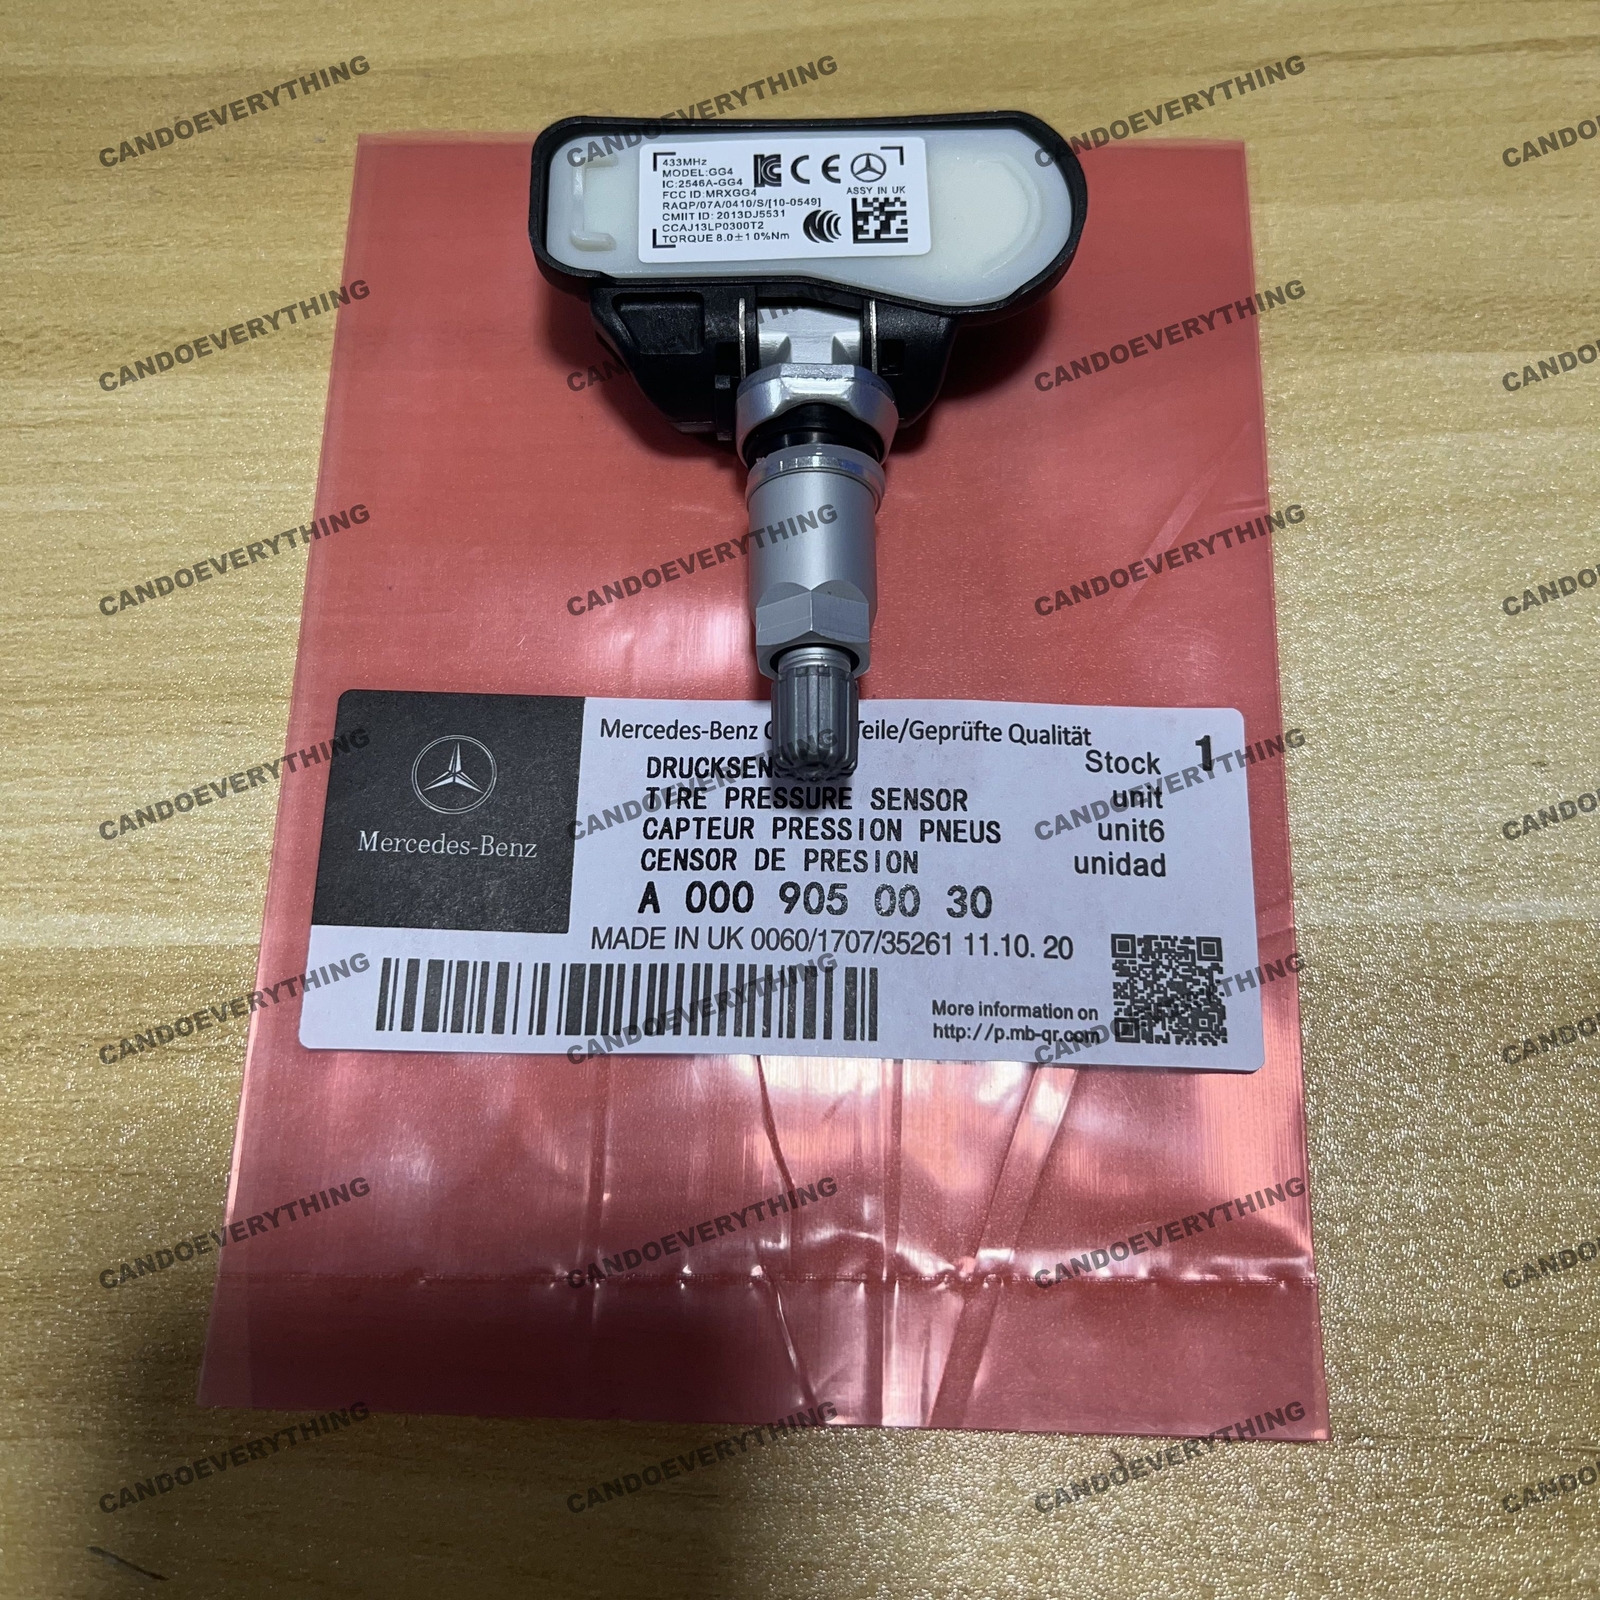 433MHz
MODEL:GG4
IC:2546A-GG4
FCC ID:MRXGG4
RAQP/07A/0410/S/[10-0549]
CMIIT ID: 2013DJ5531
CCAJ13LP0300T2
TORQUE 8.0±10%Nm
CE
ASSY IN UK
Mercedes-Benz
Mercedes-Benz Teile/Geprüfte Qualität
TIRE PRESSURE SENSOR
CAPTEUR PRESSION PNEUS
CENSOR DE PRESION
A 000 905 00 30
Stock 1
unit
unit6
unidad
MADE IN UK 0060/1707/35261 11.10. 20
More information on
http://p.mb-qr.com
CANDOEVERYTHING